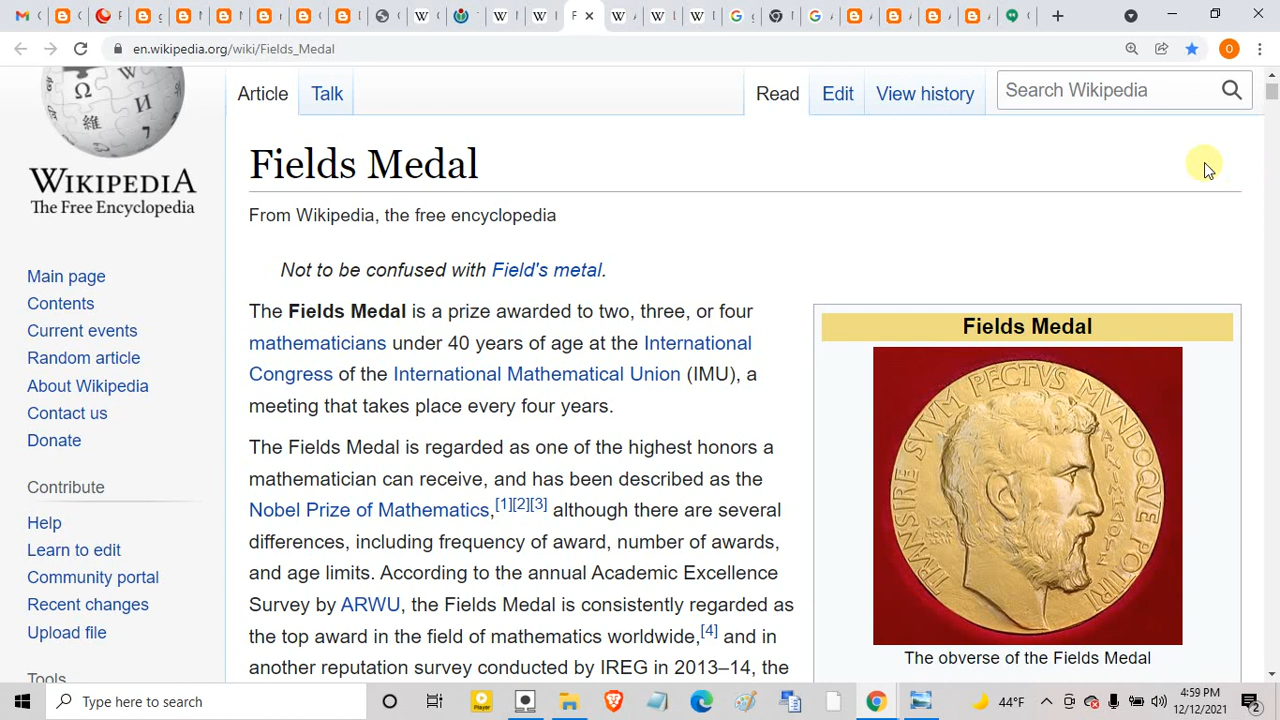 en.wikipedia.org/wiki/Fields_Medal
O
Article
Talk
Read
Edit
View history
Search Wikipedia
WIKIPEDIA
The Free Encyclopedia
Main page
Contents
Current events
Random article
About Wikipedia
Contact us
Donate
Contribute
Help
Learn to edit
Community portal
Recent changes
Upload file
Tools
Fields Medal
From Wikipedia, the free encyclopedia
Not to be confused with Field's metal.
The Fields Medal is a prize awarded to two, three, or four
mathematicians under 40 years of age at the International
Congress of the International Mathematical Union (IMU), a
meeting that takes place every four years.
The Fields Medal is regarded as one of the highest honors a
mathematician can receive, and has been described as the
Nobel Prize of Mathematics,[1][2][3] although there are several
differences, including frequency of award, number of awards,
and age limits. According to the annual Academic Excellence
Survey by ARWU, the Fields Medal is consistently regarded as
the top award in the field of mathematics worldwide,[4] and in
another reputation survey conducted by IREG in 2013–14, the
Fields Medal
TRANSIRE SVVM PECTVS MVNDOQVE POTIRI
The obverse of the Fields Medal
Type here to search
Player
44°F
4:59 PM
12/12/2021
2